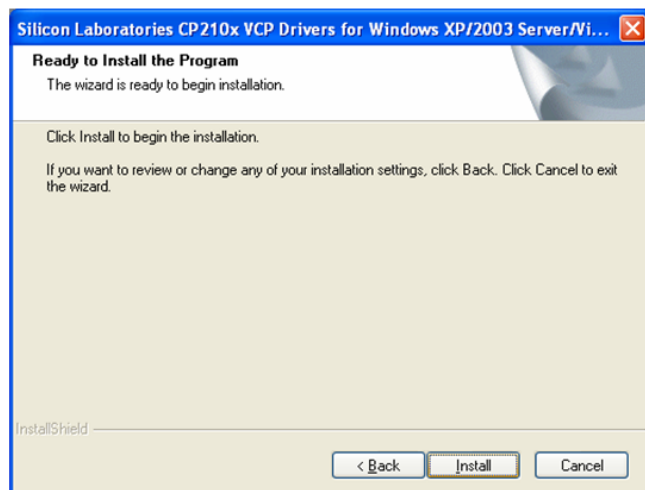 Silicon Laboratories CP210x VCP Drivers for Windows XP/2003 Server/Vi...
Ready to Install the Program
The wizard is ready to begin installation.
Click Install to begin the installation.
If you want to review or change any of your installation settings, click Back. Click Cancel to exit
the wizard.
InstallShield
< Back
Install
Cancel